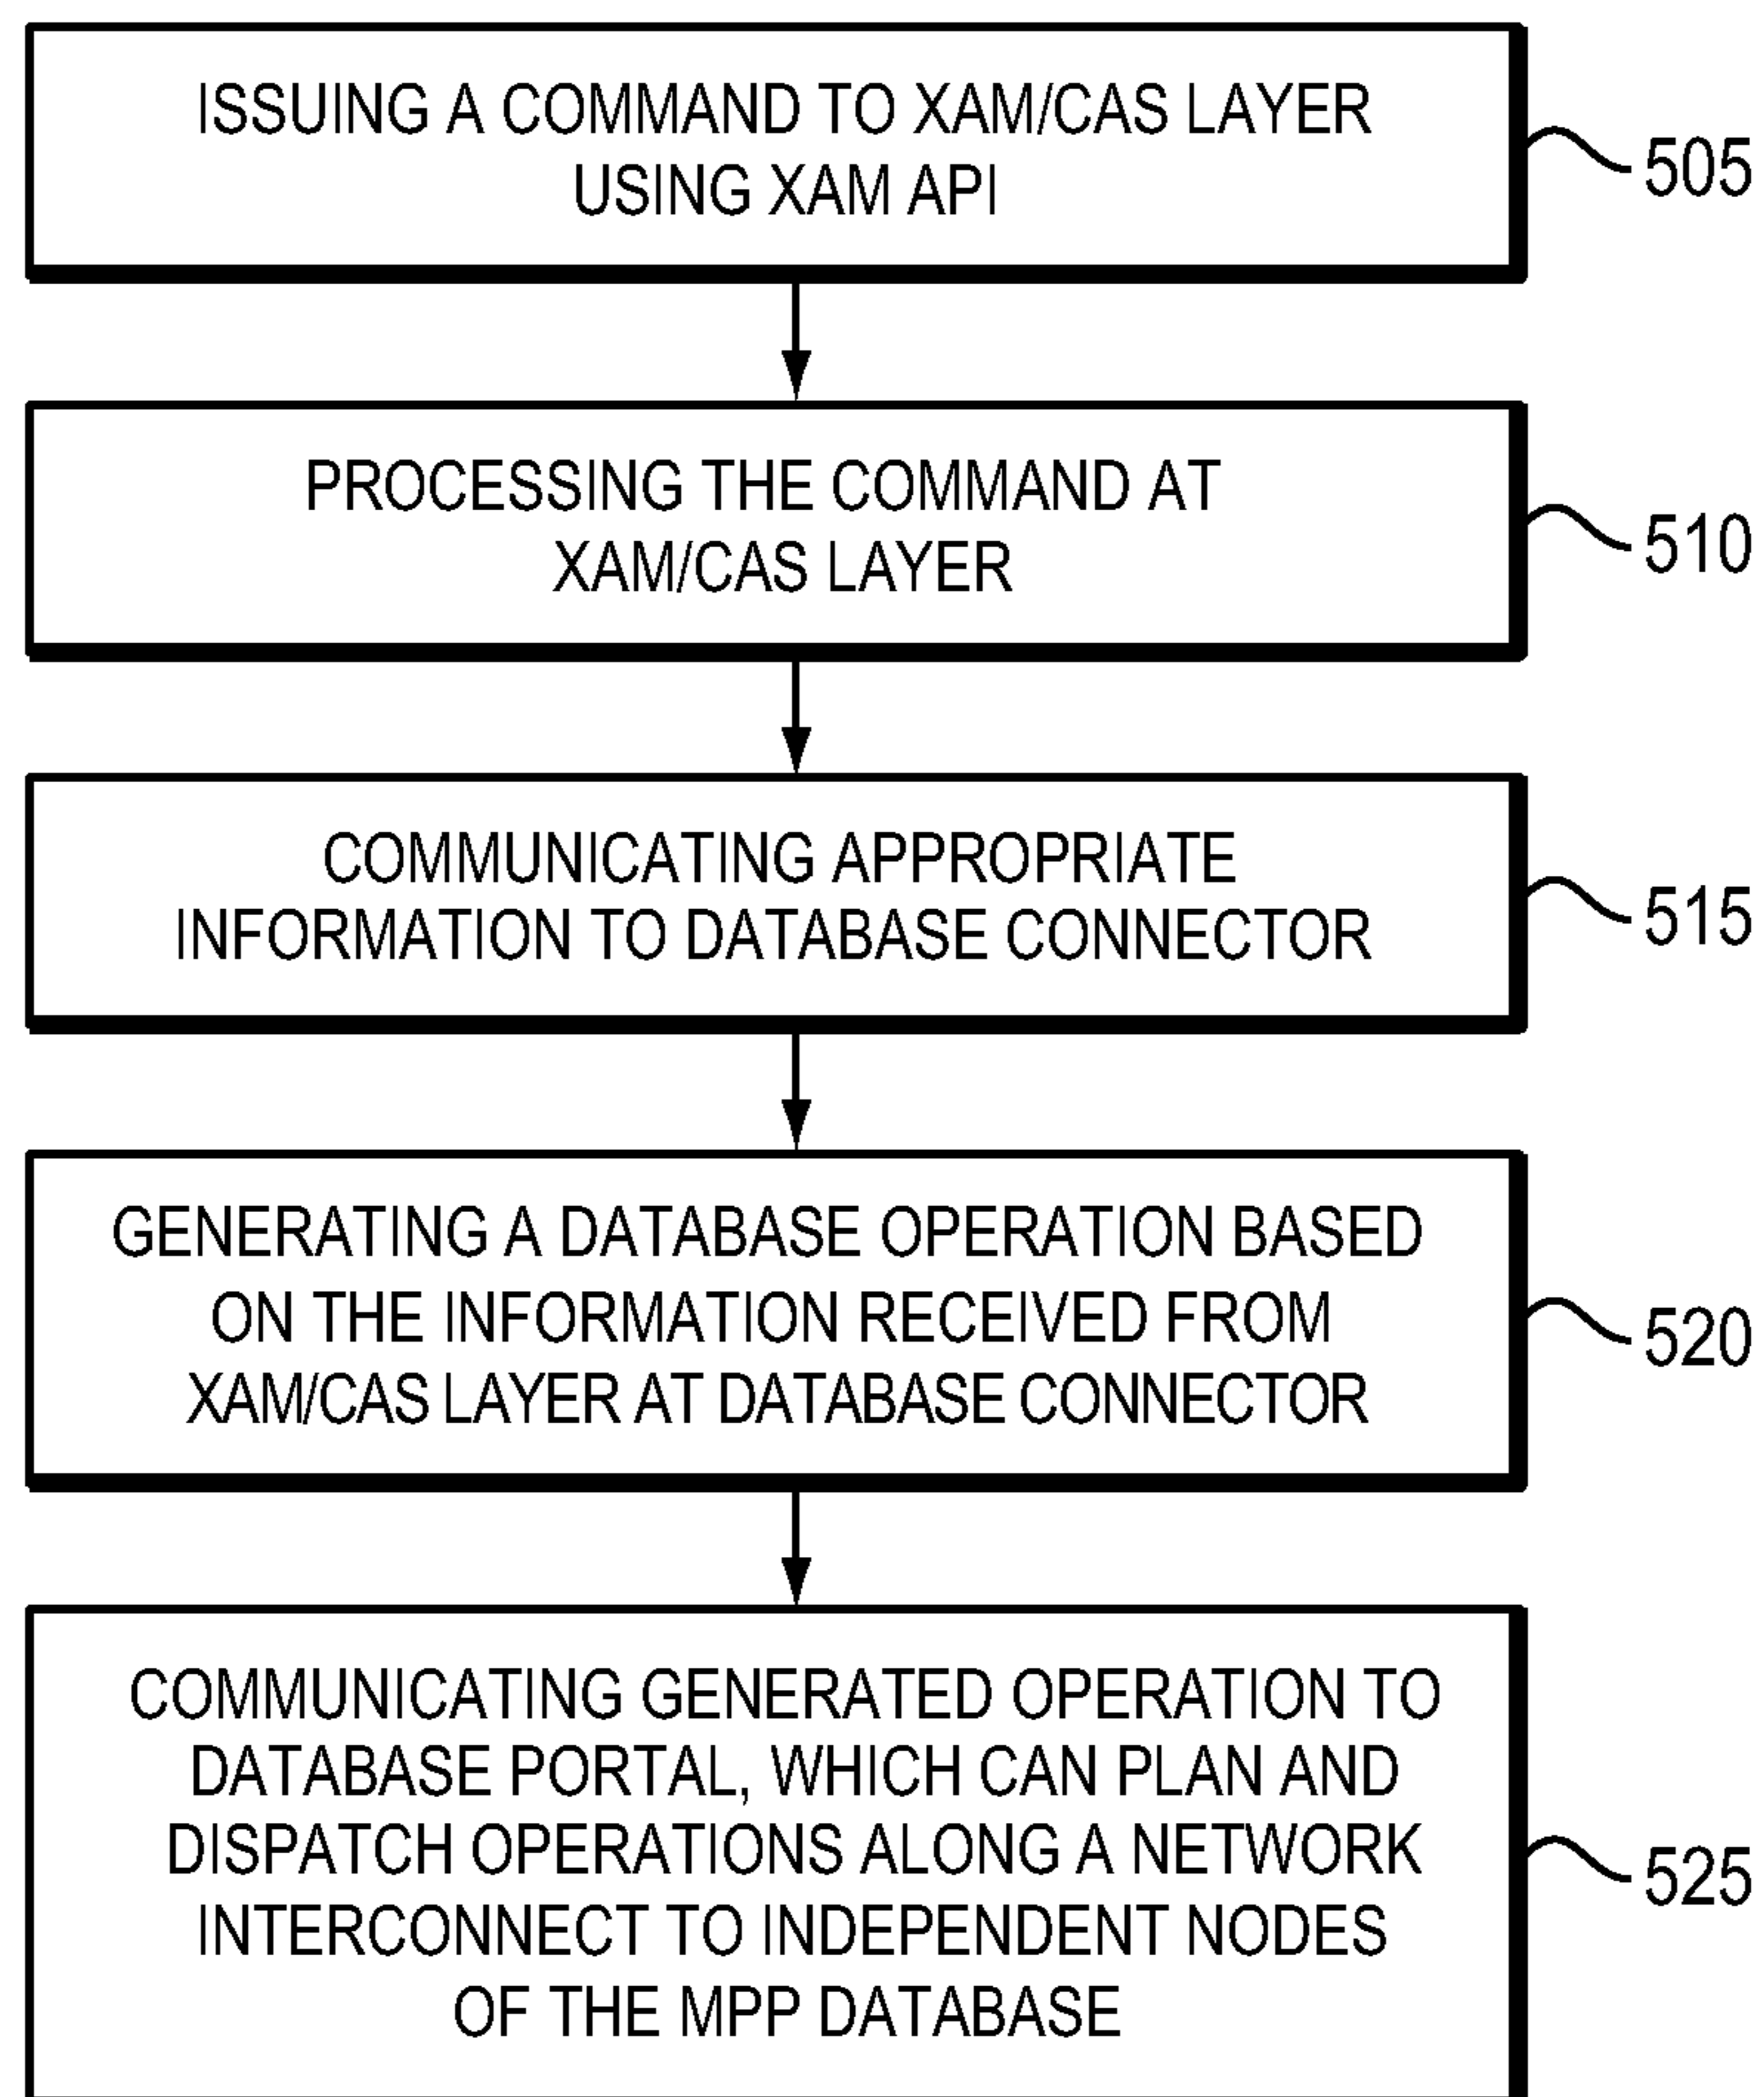 ISSUING A COMMAND TO XAM/CAS LAYER
USING XAM API
505
PROCESSING THE COMMAND AT
XAM/CAS LAYER
510
COMMUNICATING APPROPRIATE
INFORMATION TO DATABASE CONNECTOR
515
GENERATING A DATABASE OPERATION BASED
ON THE INFORMATION RECEIVED FROM
XAM/CAS LAYER AT DATABASE CONNECTOR
520
COMMUNICATING GENERATED OPERATION TO
DATABASE PORTAL, WHICH CAN PLAN AND
DISPATCH OPERATIONS ALONG A NETWORK
INTERCONNECT TO INDEPENDENT NODES
OF THE MPP DATABASE
525